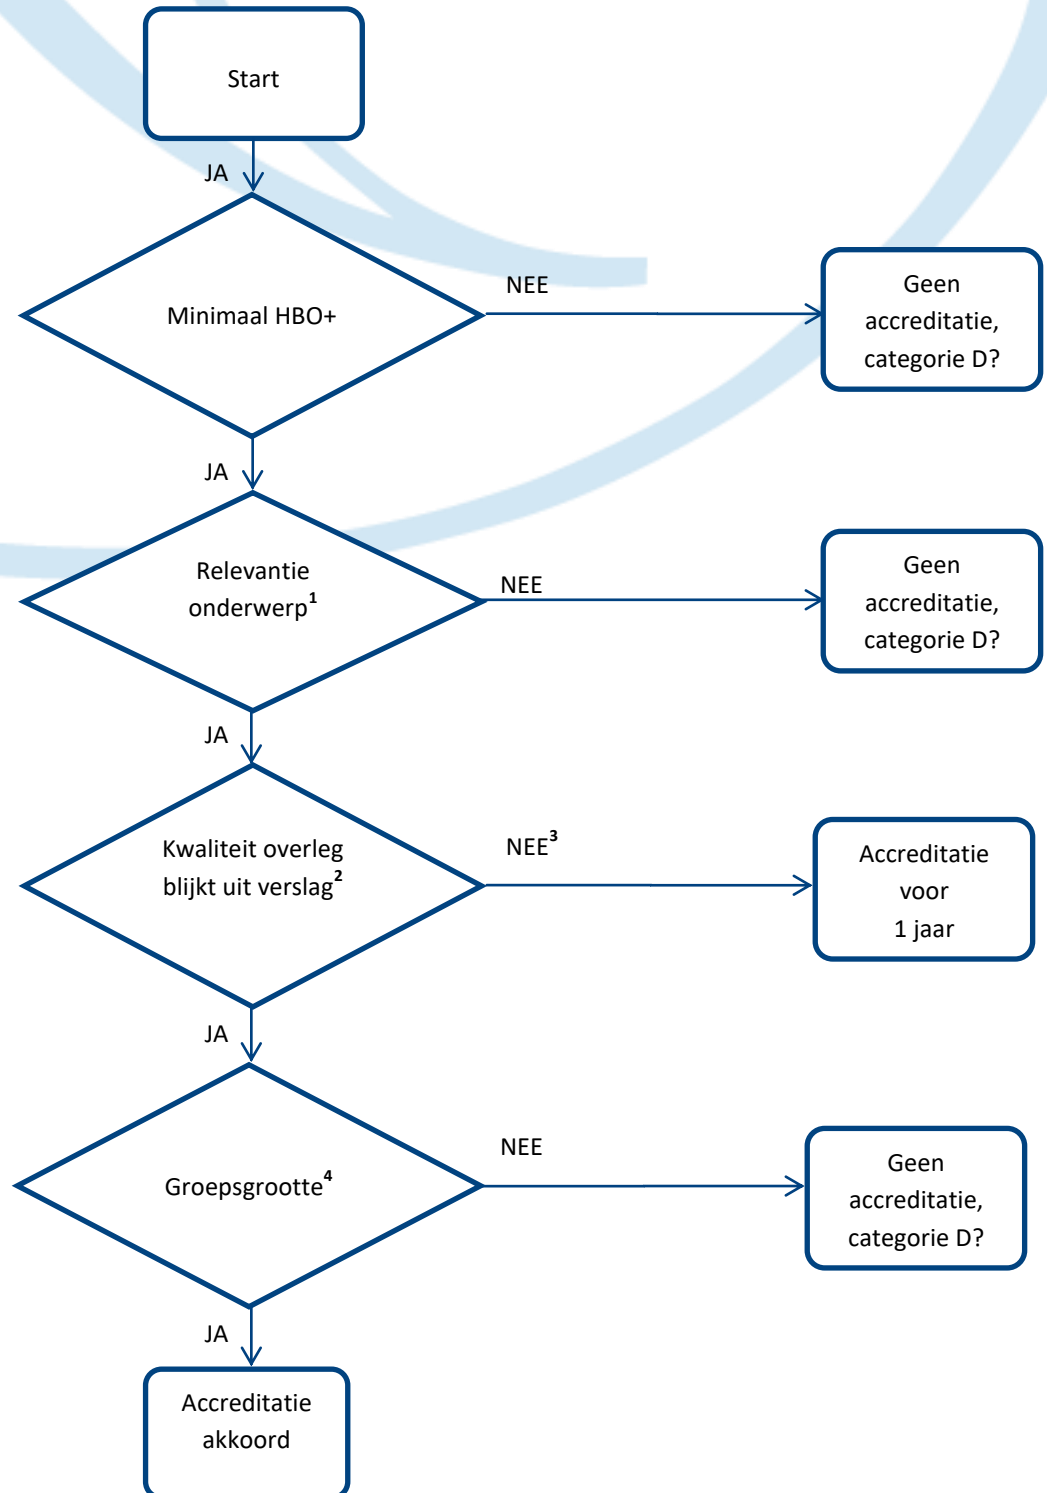 Start
JA
Minimaal HBO+
NEE
Geen
accreditatie,
categorie D?
JA
Relevantie
onderwerp¹
NEE
Geen
accreditatie,
categorie D?
JA
Kwaliteit overleg
blijkt uit verslag²
NEE³
Accreditatie
voor
1 jaar
JA
Groepsgrootte⁴
NEE
Geen
accreditatie,
categorie D?
JA
Accreditatie
akkoord